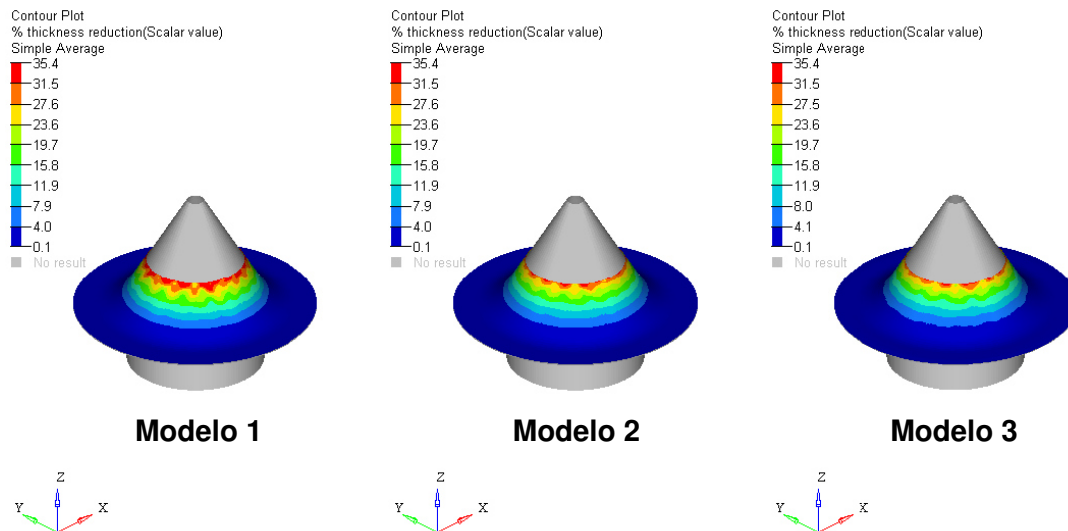 Contour Plot
% thickness reduction(Scalar value)
Simple Average
35.4
31.5
27.6
23.6
19.7
15.8
11.9
7.9
4.0
0.1
No result
Modelo 1
Z
Y
X
Contour Plot
% thickness reduction(Scalar value)
Simple Average
35.4
31.5
27.6
23.6
19.7
15.8
11.9
7.9
4.0
0.1
No result
Modelo 2
Z
Y
X
Contour Plot
% thickness reduction(Scalar value)
Simple Average
35.4
31.5
27.6
23.6
19.7
15.8
11.9
8.0
4.0
0.1
No result
Modelo 3
Z
Y
X